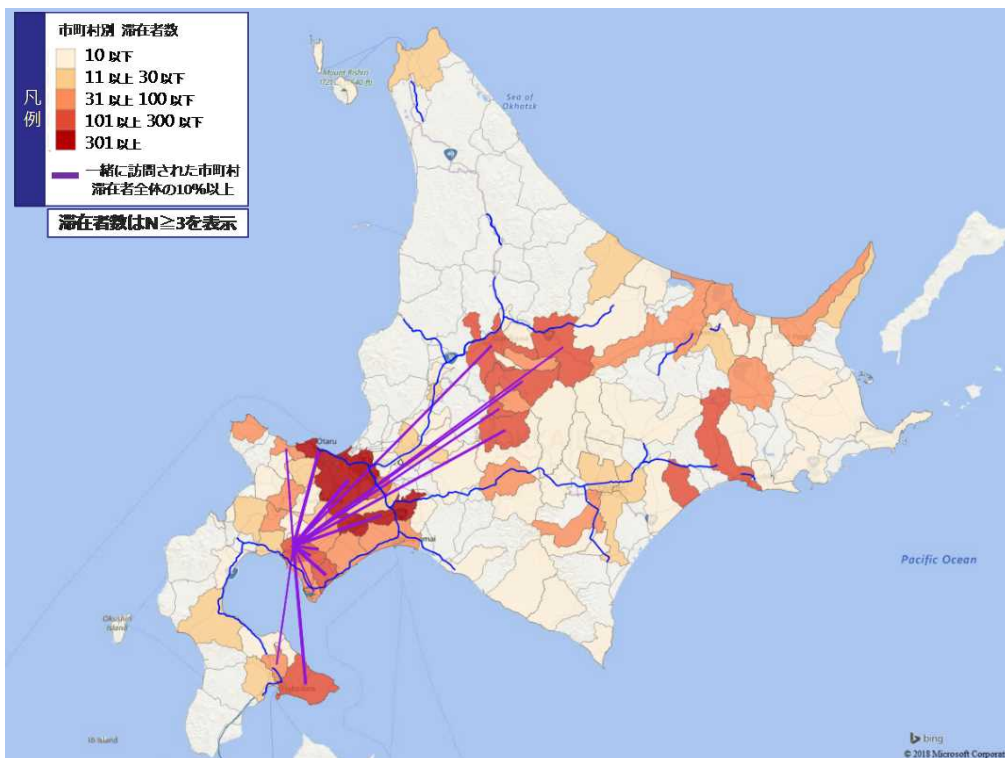 凡例
市町村別 滞在者数
10 以下
11 以上 30 以下
31 以上 100 以下
101 以上 300 以下
301 以上
一緒に訪問された市町村
滞在者全体の10%以上
滞在者数はN≧3を表示
Mount Rishiri
Sea of
Okhotsk
Otaru
Pacific Ocean
Okushiri
Island
Island
bing
© 2018 Microsoft Corporat